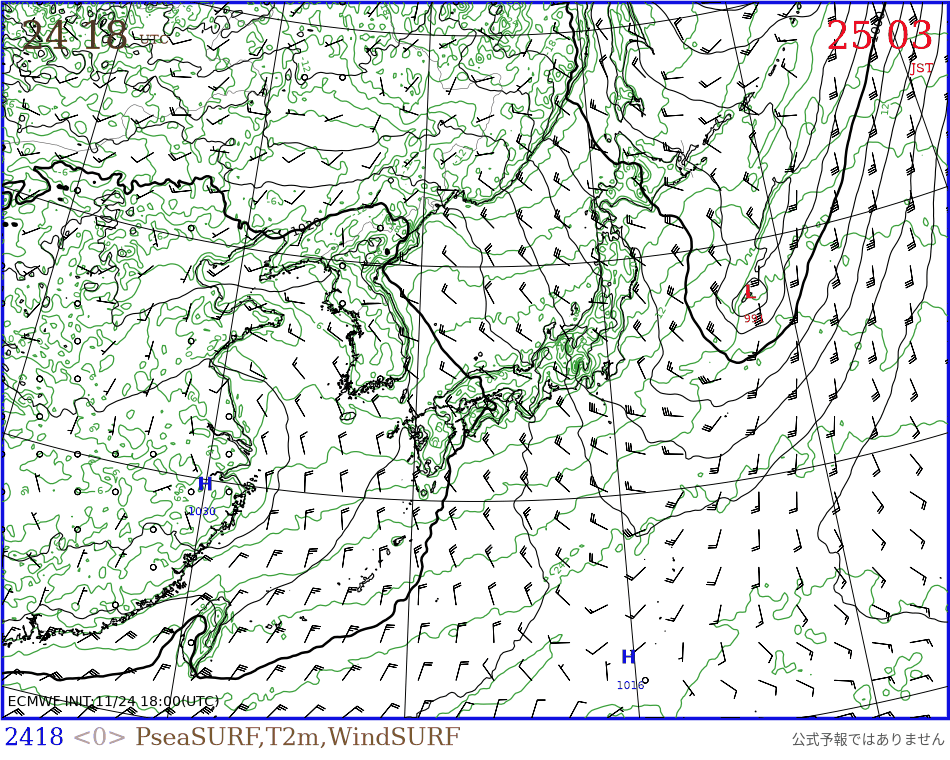 24 18 UTC
25 03
JST
L
99
H
1030
H
1016
ECMWF INIT:11/24 18:00(UTC)
2418 <0> PseaSURF,T2m,WindSURF
公式予報ではありません